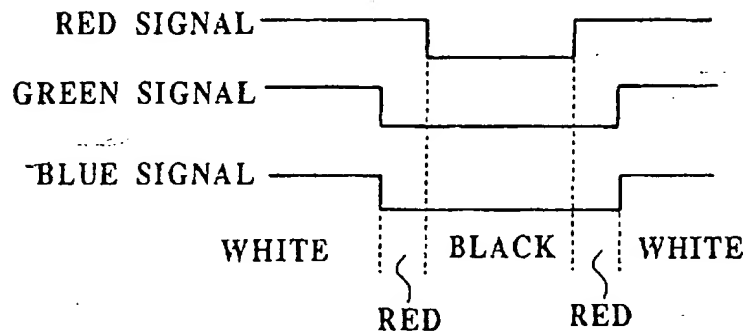 RED SIGNAL
GREEN SIGNAL
BLUE SIGNAL
WHITE BLACK WHITE
RED RED